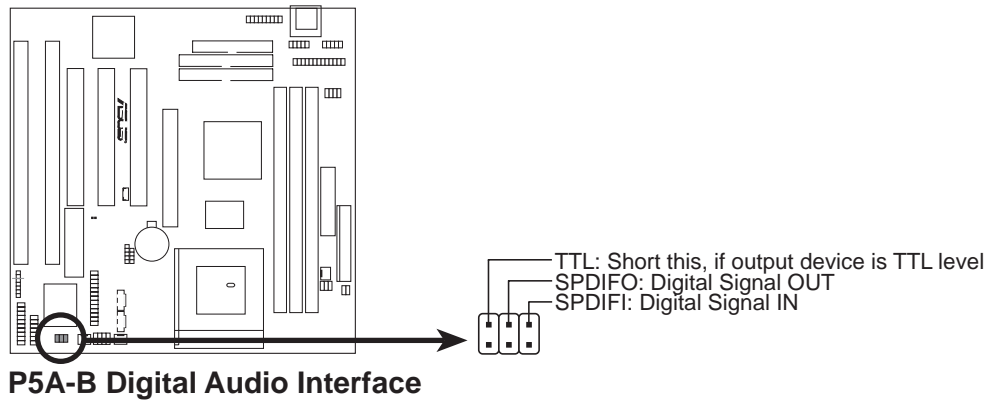 ASUS
TTL: Short this, if output device is TTL level
SPDIFO: Digital Signal OUT
SPDIFI: Digital Signal IN
P5A-B Digital Audio Interface